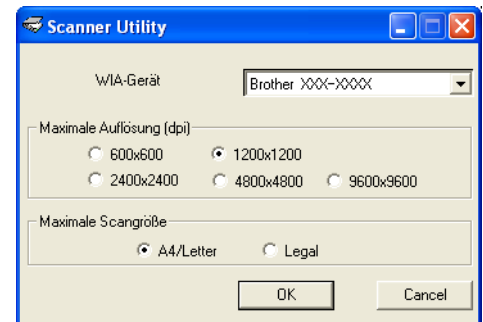 Scanner Utility
WIA-Gerät Brother XXX-XXXX
Maximale Auflösung (dpi)
600x600 1200x1200
2400x2400 4800x4800 9600x9600
Maximale Scangröße
A4/Letter Legal
OK Cancel